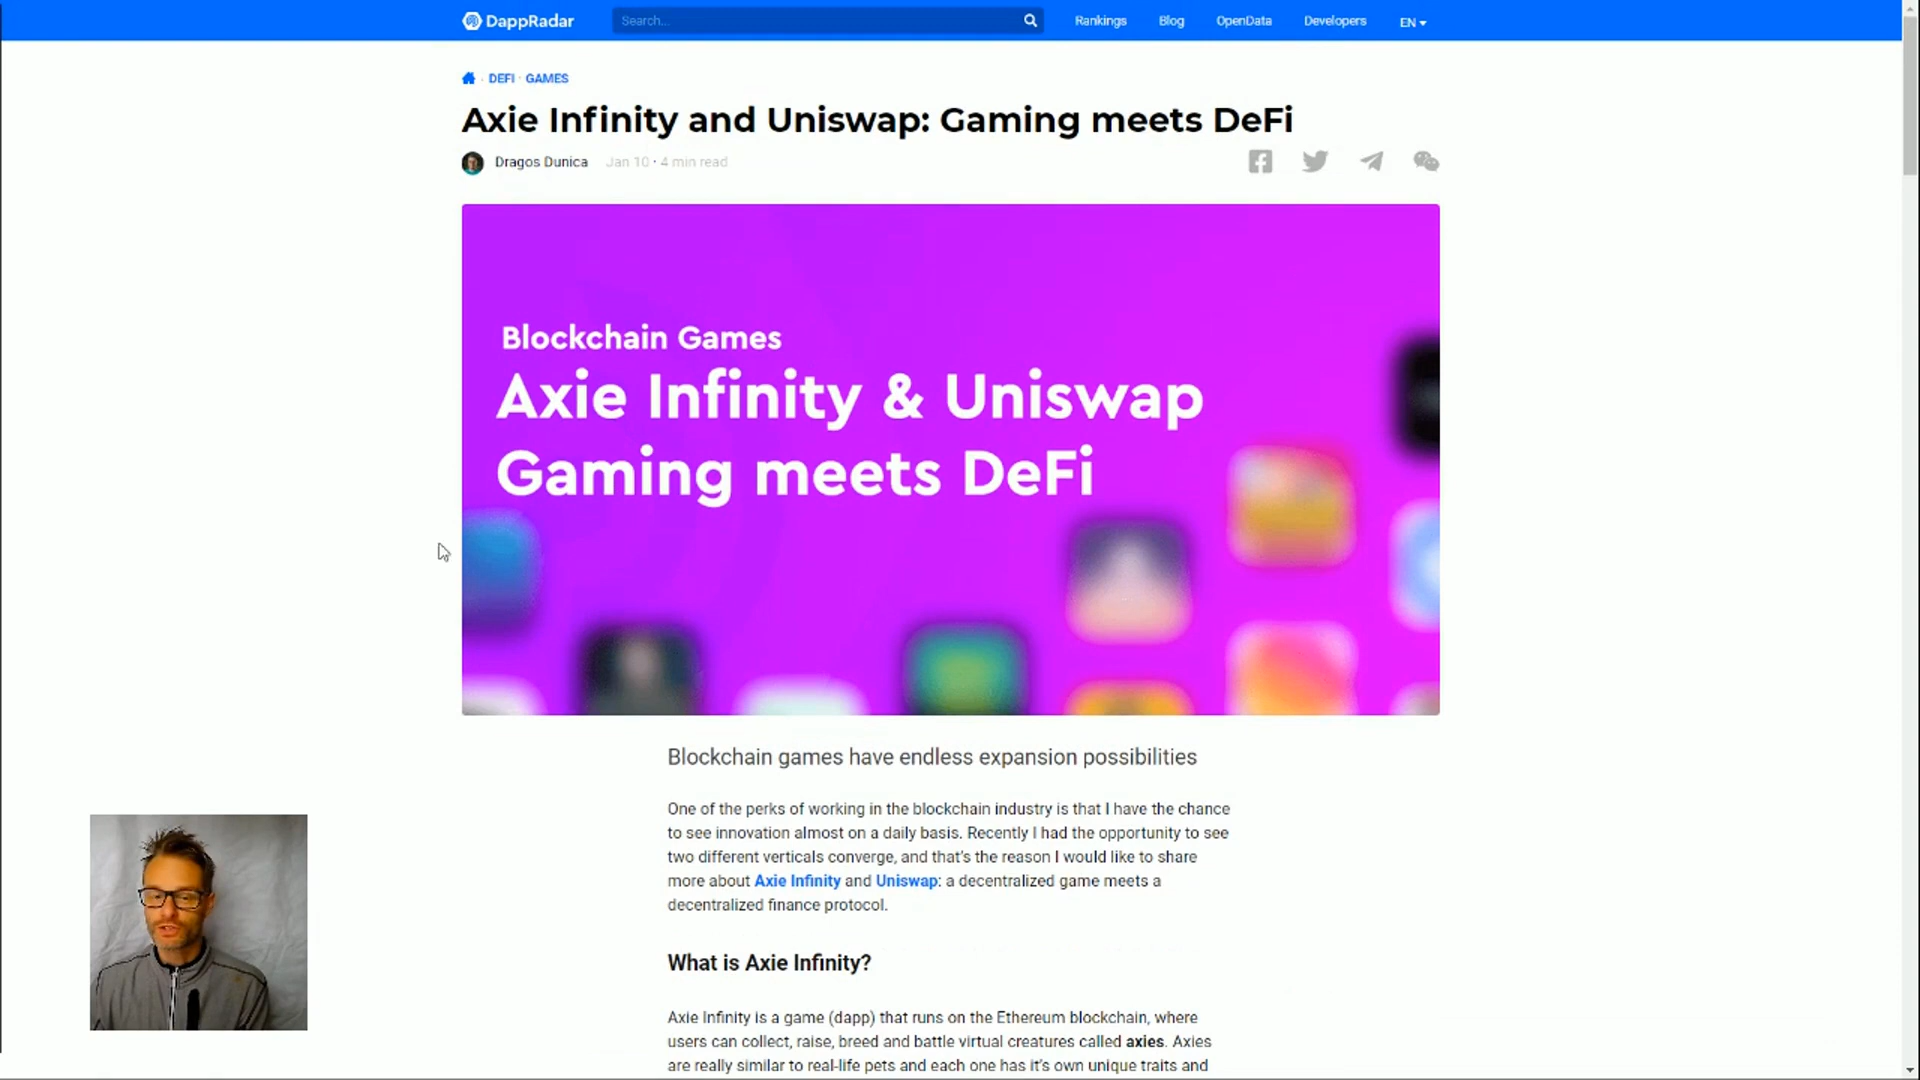 DappRadar
Search...
Rankings
Blog
OpenData
Developers
EN
DEFI · GAMES
Axie Infinity and Uniswap: Gaming meets DeFi
Dragos Dunica Jan 10 · 4 min read
Blockchain Games
Axie Infinity & Uniswap
Gaming meets DeFi
Blockchain games have endless expansion possibilities
One of the perks of working in the blockchain industry is that I have the chance
to see innovation almost on a daily basis. Recently I had the opportunity to see
two different verticals converge, and that's the reason I would like to share
more about Axie Infinity and Uniswap: a decentralized game meets a
decentralized finance protocol.
What is Axie Infinity?
Axie Infinity is a game (dapp) that runs on the Ethereum blockchain, where
users can collect, raise, breed and battle virtual creatures called axies. Axies
are really similar to real-life pets and each one has it's own unique traits and